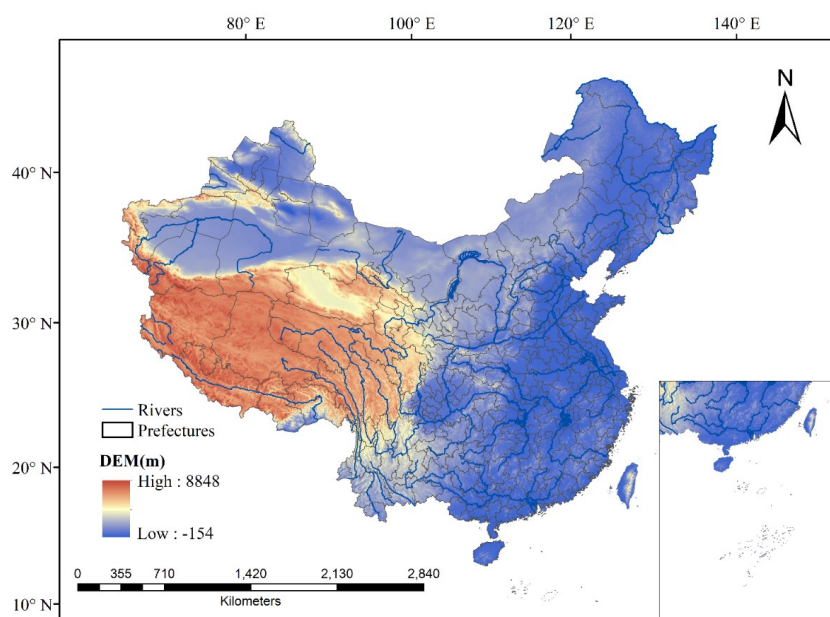 80° E 100° E 120° E 140° E
N
40° N
30° N
20° N
10° N
Rivers
Prefectures
DEM(m)
High : 8848
Low : -154
0 355 710 1,420 2,130 2,840
Kilometers